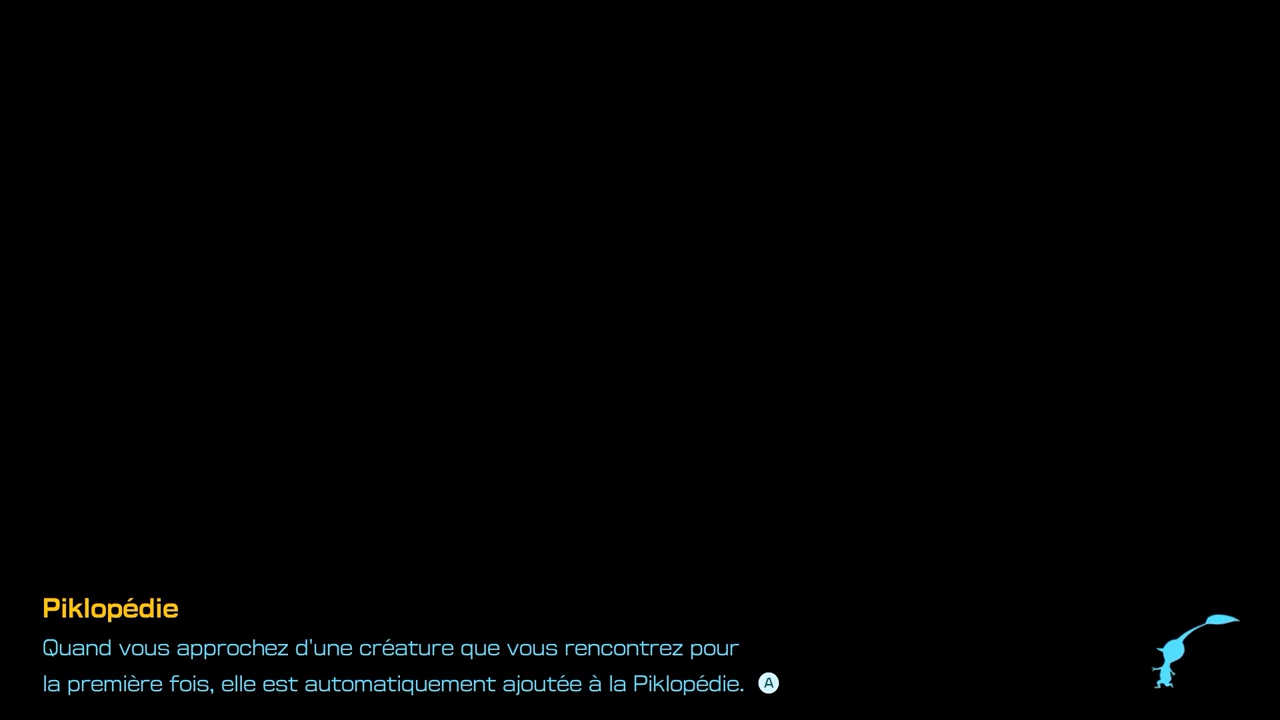 Piklopédie
Quand vous approchez d'une créature que vous rencontrez pour
la première fois, elle est automatiquement ajoutée à la Piklopédie. A